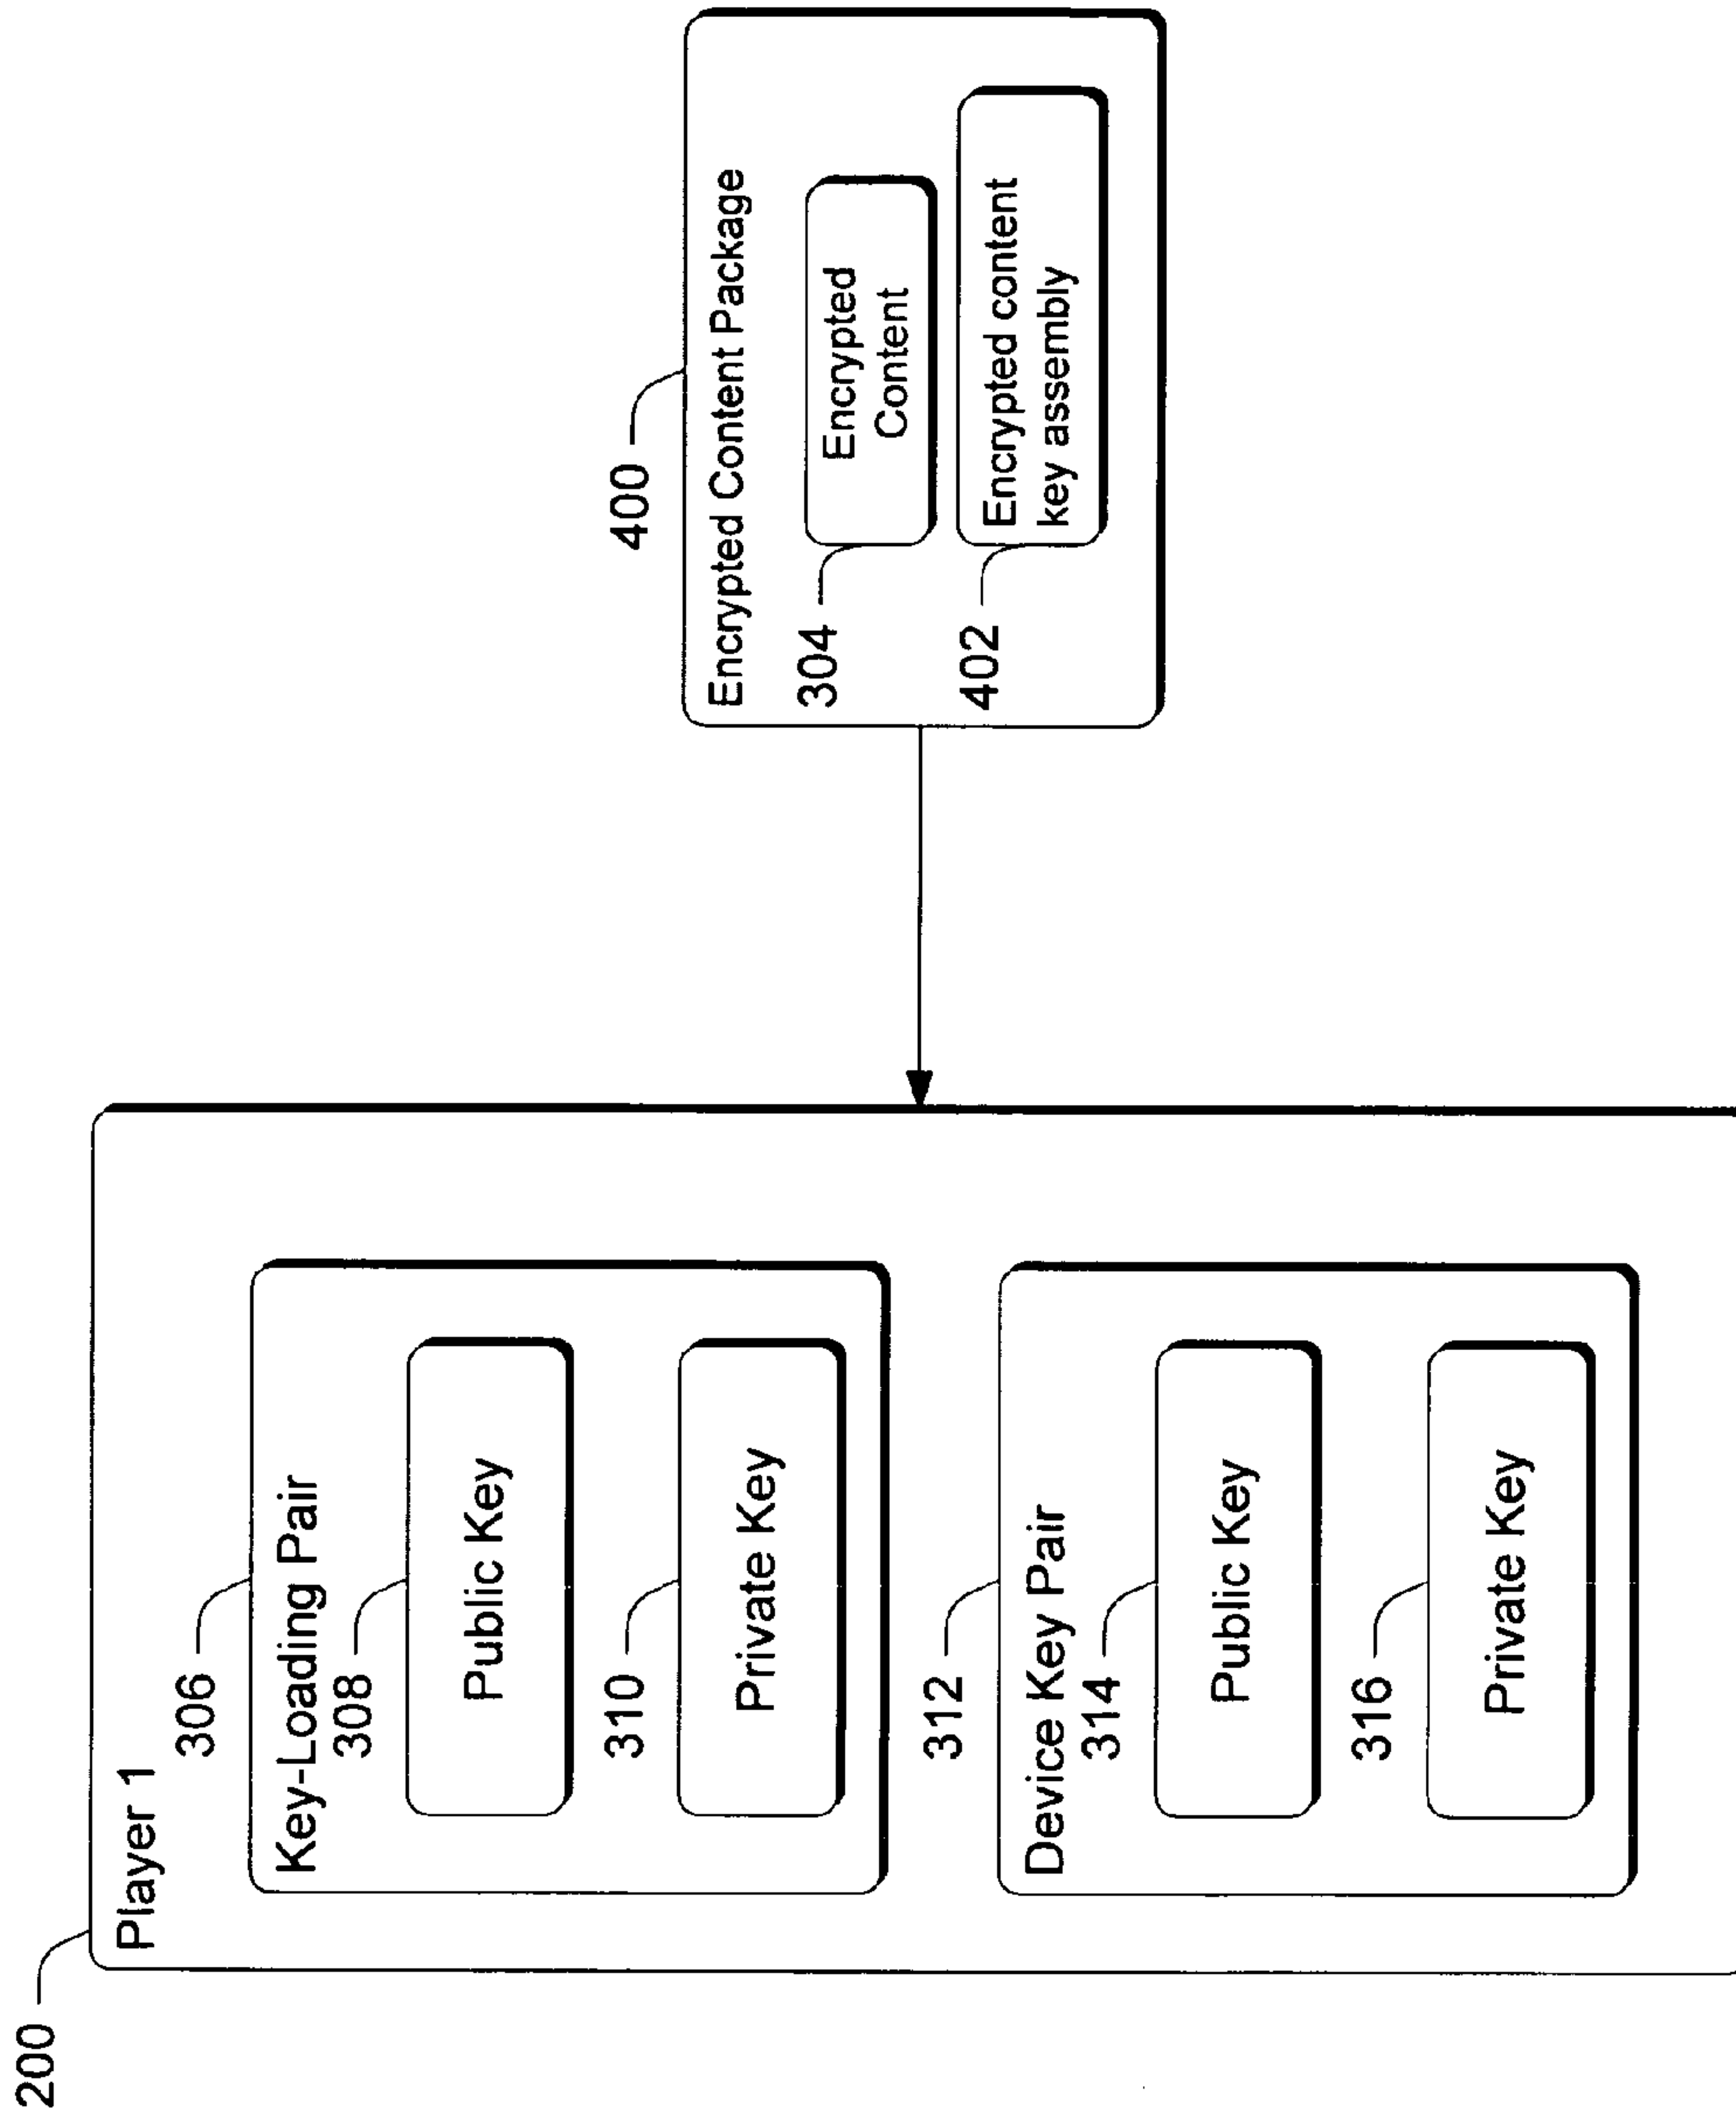 200
Player 1
306
Key-Loading Pair
308
Public Key
310
Private Key
312
Device Key Pair
314
Public Key
316
Private Key
400
Encrypted Content Package
304
Encrypted
Content
402
Encrypted content
key assembly